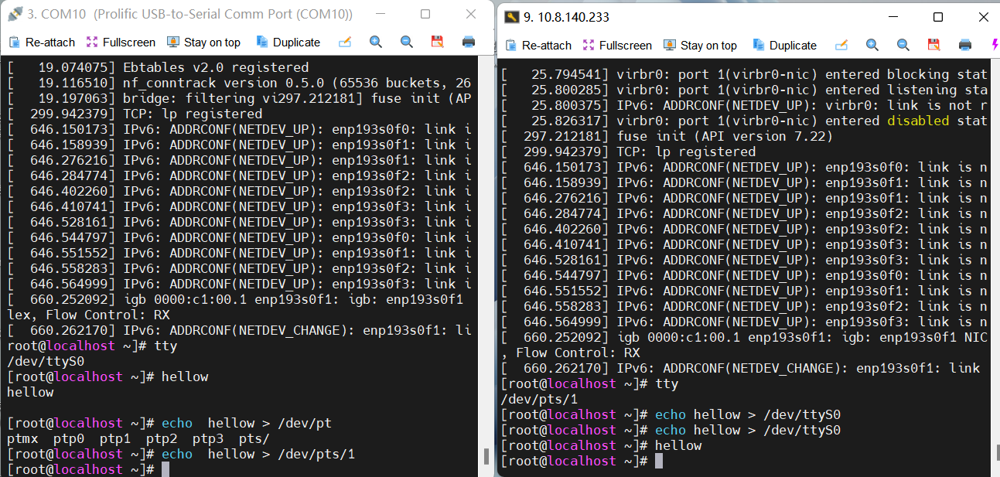 3. COM10 (Prolific USB-to-Serial Comm Port (COM10))
Re-attach Fullscreen Stay on top Duplicate
[   19.074075] Ebtables v2.0 registered
[   19.116510] nf_conntrack version 0.5.0 (65536 buckets, 26
[   19.197063] bridge: filtering vi297.212181] fuse init (AP
[  299.942379] TCP: lp registered
[  646.150173] IPv6: ADDRCONF(NETDEV_UP): enp193s0f0: link i
[  646.158939] IPv6: ADDRCONF(NETDEV_UP): enp193s0f1: link i
[  646.276216] IPv6: ADDRCONF(NETDEV_UP): enp193s0f1: link i
[  646.284774] IPv6: ADDRCONF(NETDEV_UP): enp193s0f2: link i
[  646.402260] IPv6: ADDRCONF(NETDEV_UP): enp193s0f2: link i
[  646.410741] IPv6: ADDRCONF(NETDEV_UP): enp193s0f3: link i
[  646.528161] IPv6: ADDRCONF(NETDEV_UP): enp193s0f3: link i
[  646.544797] IPv6: ADDRCONF(NETDEV_UP): enp193s0f0: link i
[  646.551552] IPv6: ADDRCONF(NETDEV_UP): enp193s0f1: link i
[  646.558283] IPv6: ADDRCONF(NETDEV_UP): enp193s0f2: link i
[  646.564999] IPv6: ADDRCONF(NETDEV_UP): enp193s0f3: link i
[  660.252092] igb 0000:c1:00.1 enp193s0f1: igb: enp193s0f1
lex, Flow Control: RX
[  660.262170] IPv6: ADDRCONF(NETDEV_CHANGE): enp193s0f1: li
root@localhost ~]# tty
/dev/ttyS0
[root@localhost ~]# hellow
hellow
[root@localhost ~]# echo  hellow > /dev/pt
ptmx  ptp0  ptp1  ptp2  ptp3  pts/
[root@localhost ~]# echo  hellow > /dev/pts/1
[root@localhost ~]#
9. 10.8.140.233
Re-attach Fullscreen Stay on top Duplicate
[   25.794541] virbr0: port 1(virbr0-nic) entered blocking stat
[   25.800285] virbr0: port 1(virbr0-nic) entered listening sta
[   25.800375] IPv6: ADDRCONF(NETDEV_UP): virbr0: link is not r
[   25.826317] virbr0: port 1(virbr0-nic) entered disabled stat
[  297.212181] fuse init (API version 7.22)
[  299.942379] TCP: lp registered
[  646.150173] IPv6: ADDRCONF(NETDEV_UP): enp193s0f0: link is n
[  646.158939] IPv6: ADDRCONF(NETDEV_UP): enp193s0f1: link is n
[  646.276216] IPv6: ADDRCONF(NETDEV_UP): enp193s0f1: link is n
[  646.284774] IPv6: ADDRCONF(NETDEV_UP): enp193s0f2: link is n
[  646.402260] IPv6: ADDRCONF(NETDEV_UP): enp193s0f2: link is n
[  646.410741] IPv6: ADDRCONF(NETDEV_UP): enp193s0f3: link is n
[  646.528161] IPv6: ADDRCONF(NETDEV_UP): enp193s0f3: link is n
[  646.544797] IPv6: ADDRCONF(NETDEV_UP): enp193s0f0: link is n
[  646.551552] IPv6: ADDRCONF(NETDEV_UP): enp193s0f1: link is n
[  646.558283] IPv6: ADDRCONF(NETDEV_UP): enp193s0f2: link is n
[  646.564999] IPv6: ADDRCONF(NETDEV_UP): enp193s0f3: link is n
[  660.252092] igb 0000:c1:00.1 enp193s0f1: igb: enp193s0f1 NIC
, Flow Control: RX
[  660.262170] IPv6: ADDRCONF(NETDEV_CHANGE): enp193s0f1: link
[root@localhost ~]# tty
/dev/pts/1
[root@localhost ~]# echo hellow > /dev/ttyS0
[root@localhost ~]# echo hellow > /dev/ttyS0
[root@localhost ~]# hellow
[root@localhost ~]#